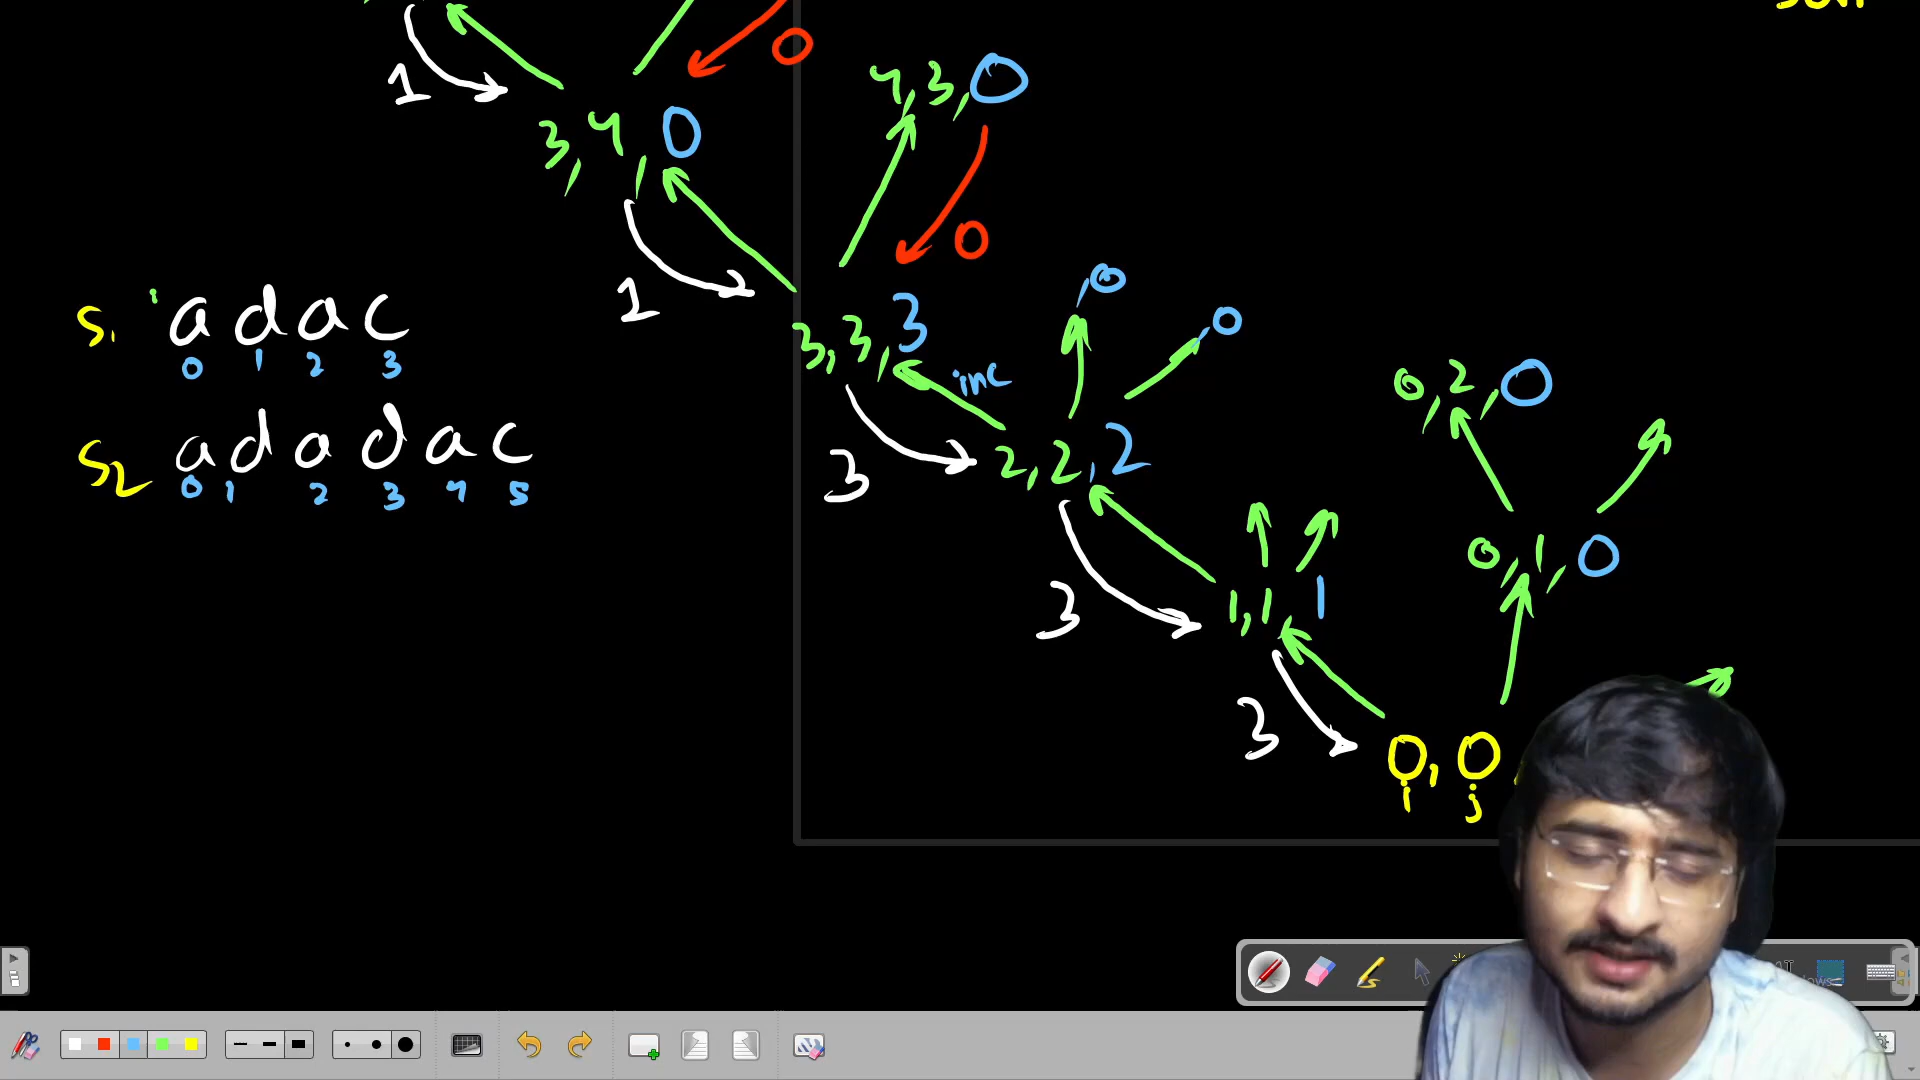 1
0
4,3,0
3,4,0
0
1
,0
,0
3,3,3
inc
S1 a d a c
0 1 2 3
0,2,0
3
2,2,2
S2 a d a d a c
0 1 2 3 4 5
0,1,0
3
1,1 1
3
0, 0
i j